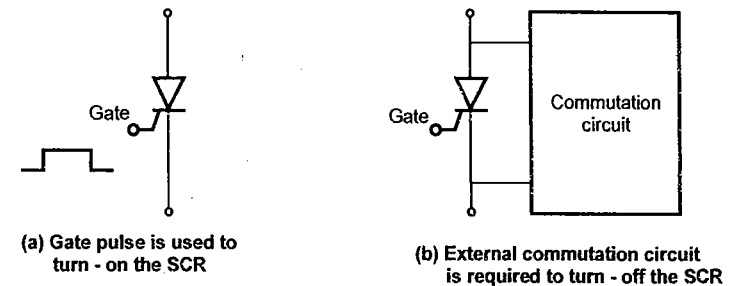 Gate
(a) Gate pulse is used to
turn - on the SCR
Gate
Commutation
circuit
(b) External commutation circuit
is required to turn - off the SCR